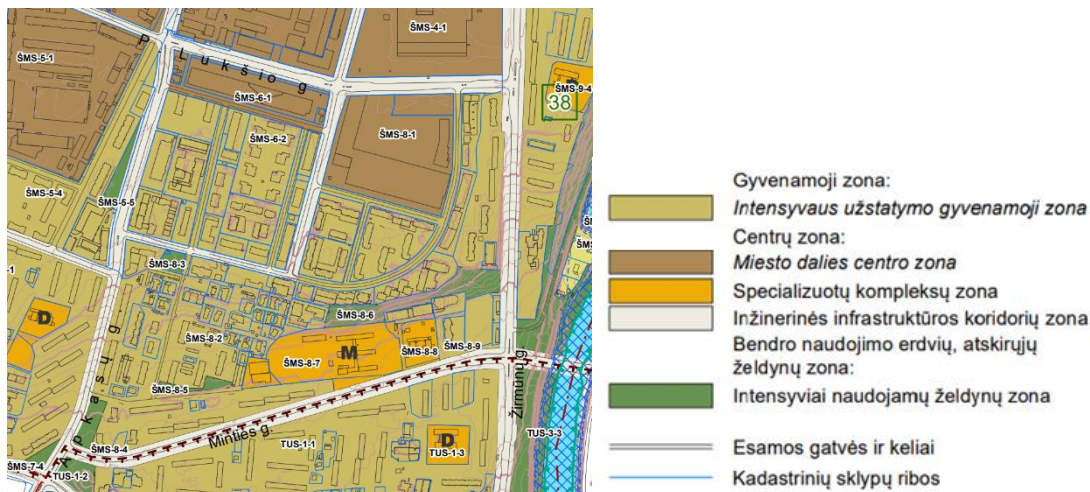 ŠMS-5-1
P. Lukšio g.
ŠMS-4-1
ŠMS-9-4
38
ŠMS-6-1
ŠMS-6-2
ŠMS-8-1
ŠMS-5-4
ŠMS-5-5
ŠMS-8-3
-1
D
ŠMS-8-6
ŠMS-8-2
ŠMS-8-7
M
ŠMS-8-8
ŠMS-8-9
ŠMS-8-5
Apkasų g.
Minties g.
Žirmūnų g.
ŠMS-8-4
ŠMS-7-4
TUS-1-2
TUS-1-1
D
TUS-1-3
TUS-3-3
Gyvenamoji zona:
Intensyvaus užstatymo gyvenamoji zona
Centrų zona:
Miesto dalies centro zona
Specializuotų kompleksų zona
Inžinerinės infrastruktūros koridorių zona
Bendro naudojimo erdvių, atskirųjų
želdynų zona:
Intensyviai naudojamų želdynų zona
Esamos gatvės ir keliai
Kadastrinių sklypų ribos